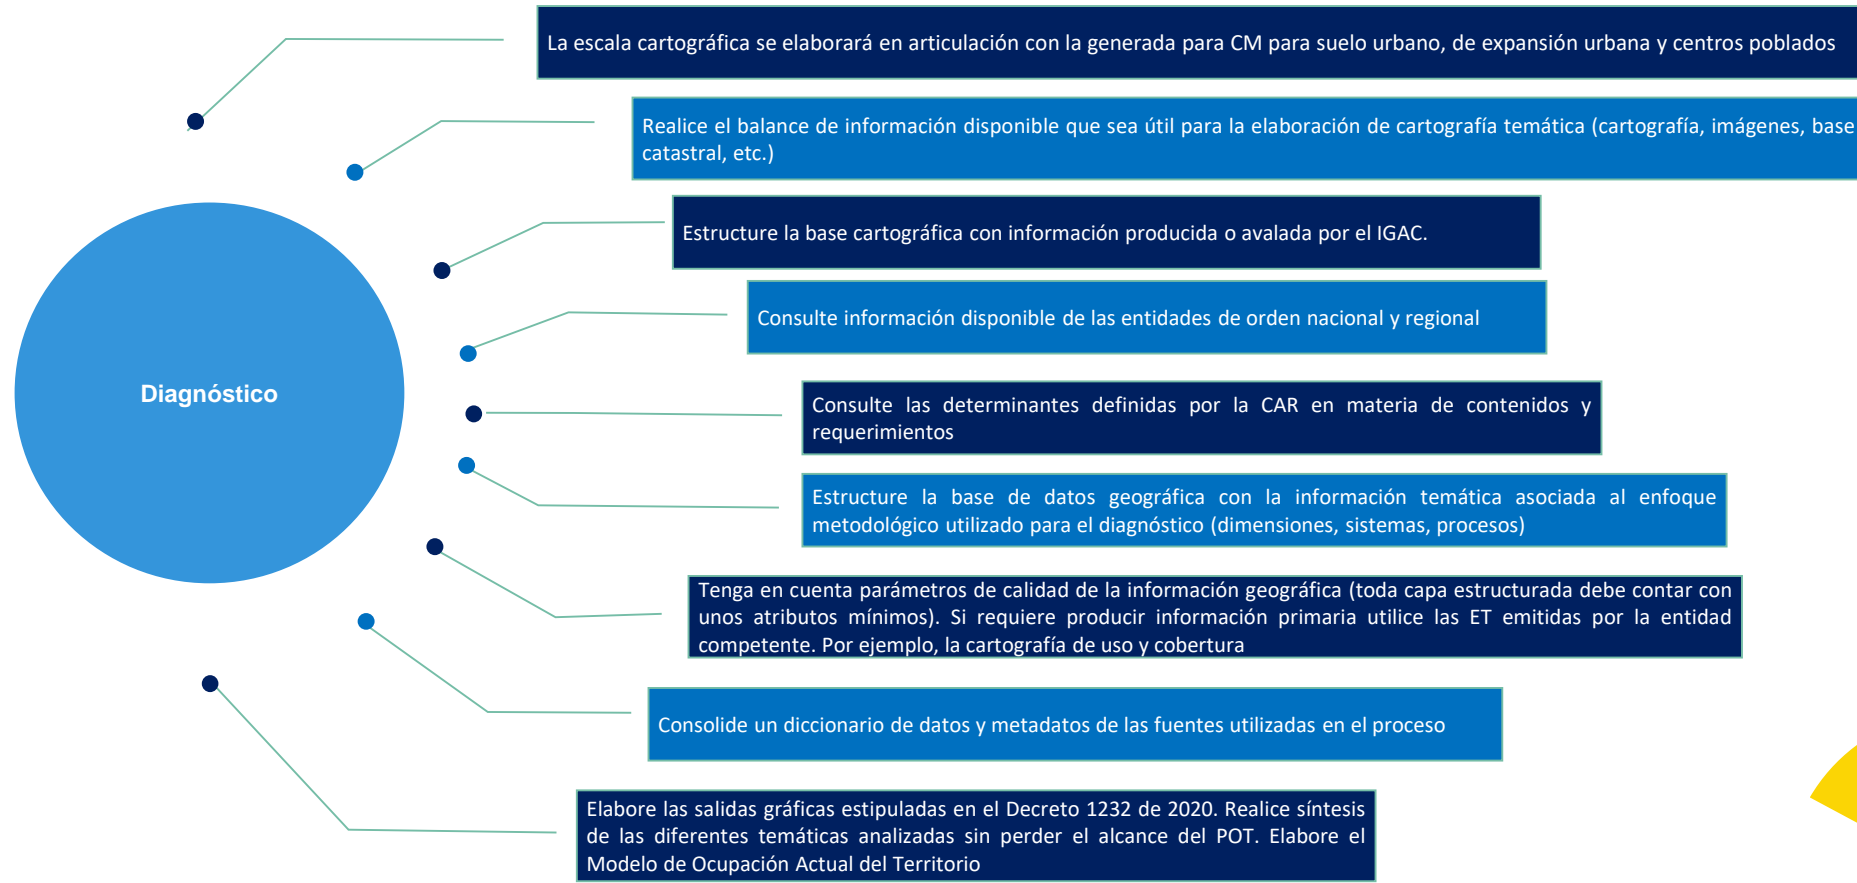 La escala cartográfica se elaborará en articulación con la generada para CM para suelo urbano, de expansión urbana y centros poblados
Realice el balance de información disponible que sea útil para la elaboración de cartografía temática (cartografía, imágenes, base
catastral, etc.)
Estructure la base cartográfica con información producida o avalada por el IGAC.
Consulte información disponible de las entidades de orden nacional y regional
Diagnóstico
Consulte las determinantes definidas por la CAR en materia de contenidos y
requerimientos
Estructure la base de datos geográfica con la información temática asociada al enfoque
metodológico utilizado para el diagnóstico (dimensiones, sistemas, procesos)
Tenga en cuenta parámetros de calidad de la información geográfica (toda capa estructurada debe contar con
unos atributos mínimos). Si requiere producir información primaria utilice las ET emitidas por la entidad
competente. Por ejemplo, la cartografía de uso y cobertura
Consolide un diccionario de datos y metadatos de las fuentes utilizadas en el proceso
Elabore las salidas gráficas estipuladas en el Decreto 1232 de 2020. Realice síntesis
de las diferentes temáticas analizadas sin perder el alcance del POT. Elabore el
Modelo de Ocupación Actual del Territorio